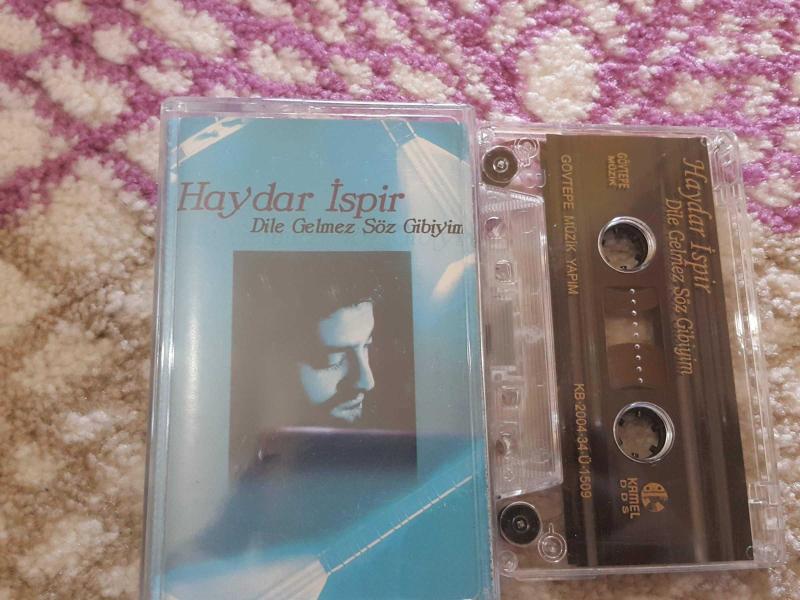 Haydar İspir
Dile Gelmez Söz Gibiyim
Haydar İspir
Dile Gelmez Söz Gibiyim
GÖVTEPE
MÜZİK
GÖVTEPE MÜZİK YAPIM
KB-2004-34-Ü-1509
KAMEL
DDS